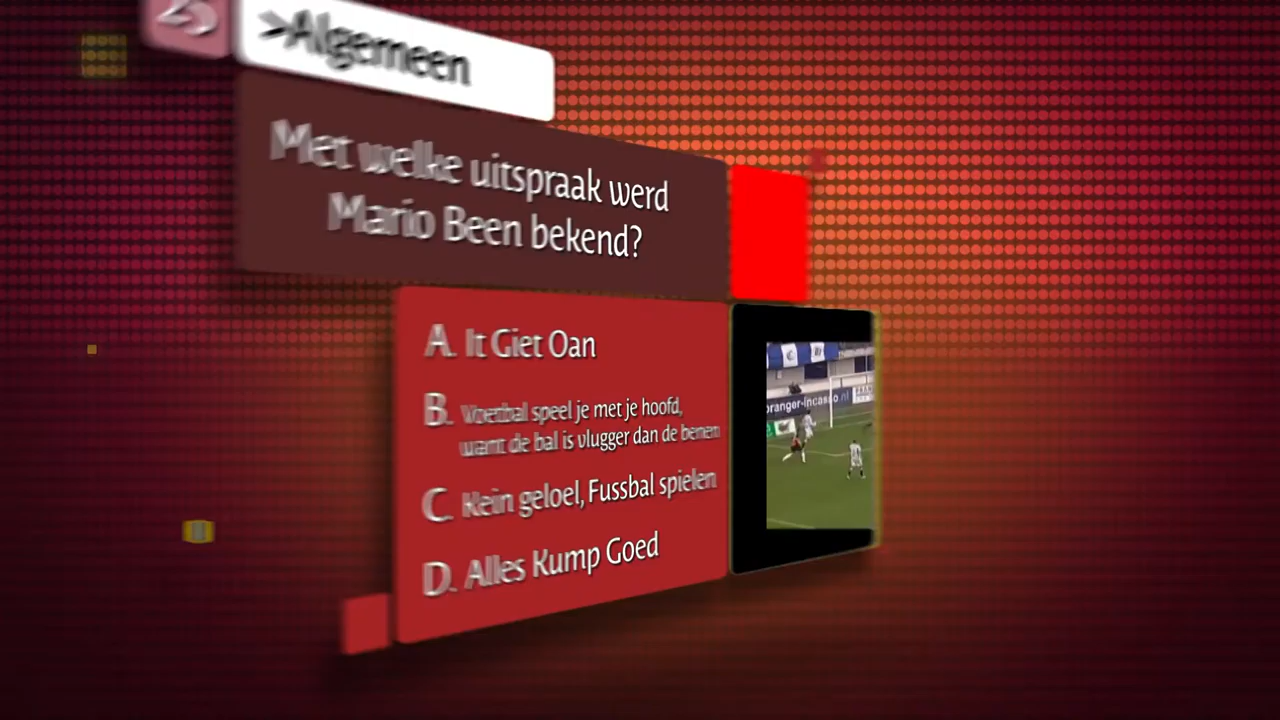 25
>Algemeen
Met welke uitspraak werd
Mario Been bekend?
A. It Giet Oan
B. Voetbal speel je met je hoofd,
want de bal is vlugger dan de benen
C. Kein geloel, Fussbal spielen
D. Alles Kump Goed
oranger-incasso.nl